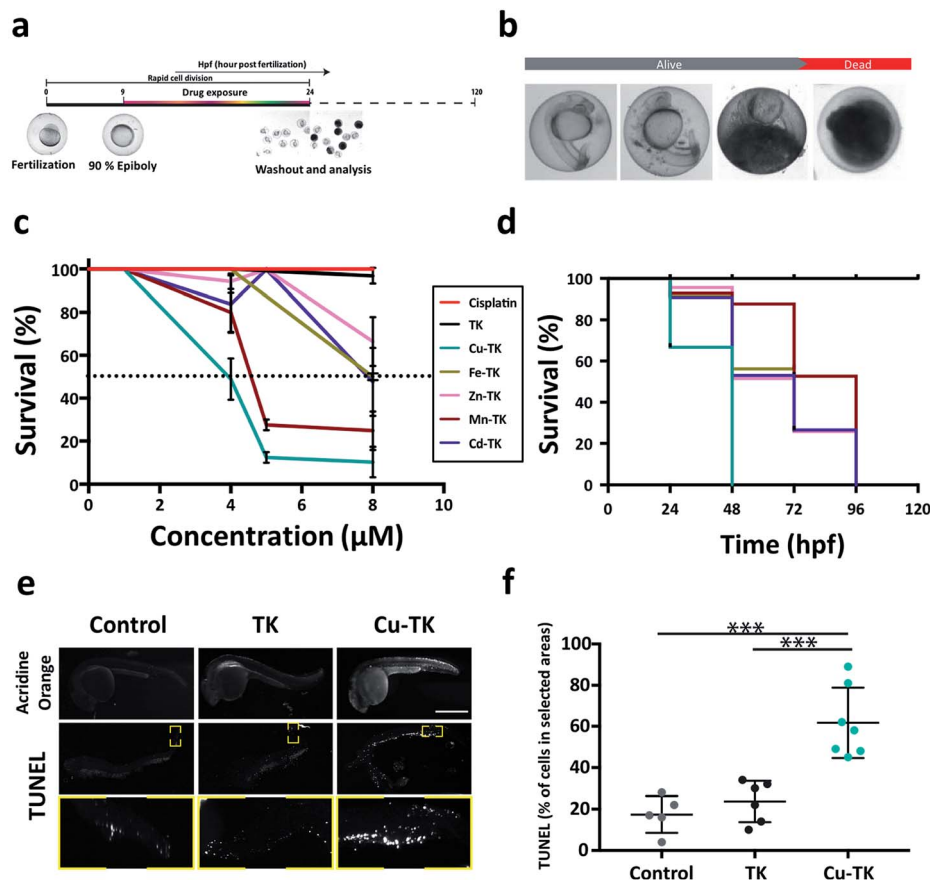 a
Hpf (hour post fertilization)
Rapid cell division
0 9 24 120
Drug exposure
Fertilization 90 % Epiboly Washout and analysis
b
Alive Dead
c
Survival (%)
100
80
60
40
20
0
0 2 4 6 8 10
Concentration (μM)
Cisplatin
TK
Cu-TK
Fe-TK
Zn-TK
Mn-TK
Cd-TK
d
Survival (%)
100
80
60
40
20
0
0 24 48 72 96 120
Time (hpf)
e
Control TK Cu-TK
Acridine
Orange
TUNEL
f
TUNEL (% of cells in selected areas)
100
80
60
40
20
0
***
***
Control TK Cu-TK